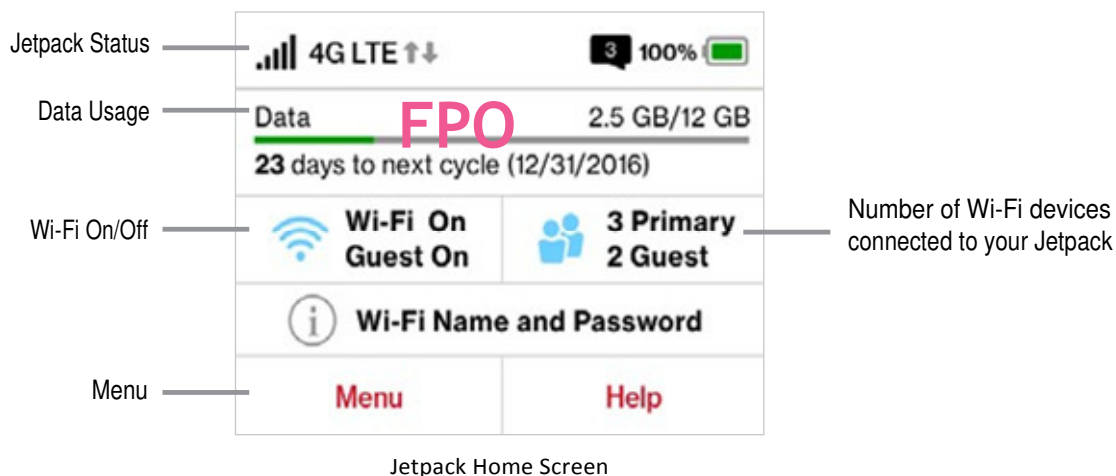 Jetpack Status
4G LTE
3
100%
Data Usage
Data
FPO
2.5 GB/12 GB
23 days to next cycle (12/31/2016)
Wi-Fi On/Off
Wi-Fi On
Guest On
3 Primary
2 Guest
Number of Wi-Fi devices
connected to your Jetpack
i
Wi-Fi Name and Password
Menu
Menu
Help
Jetpack Home Screen